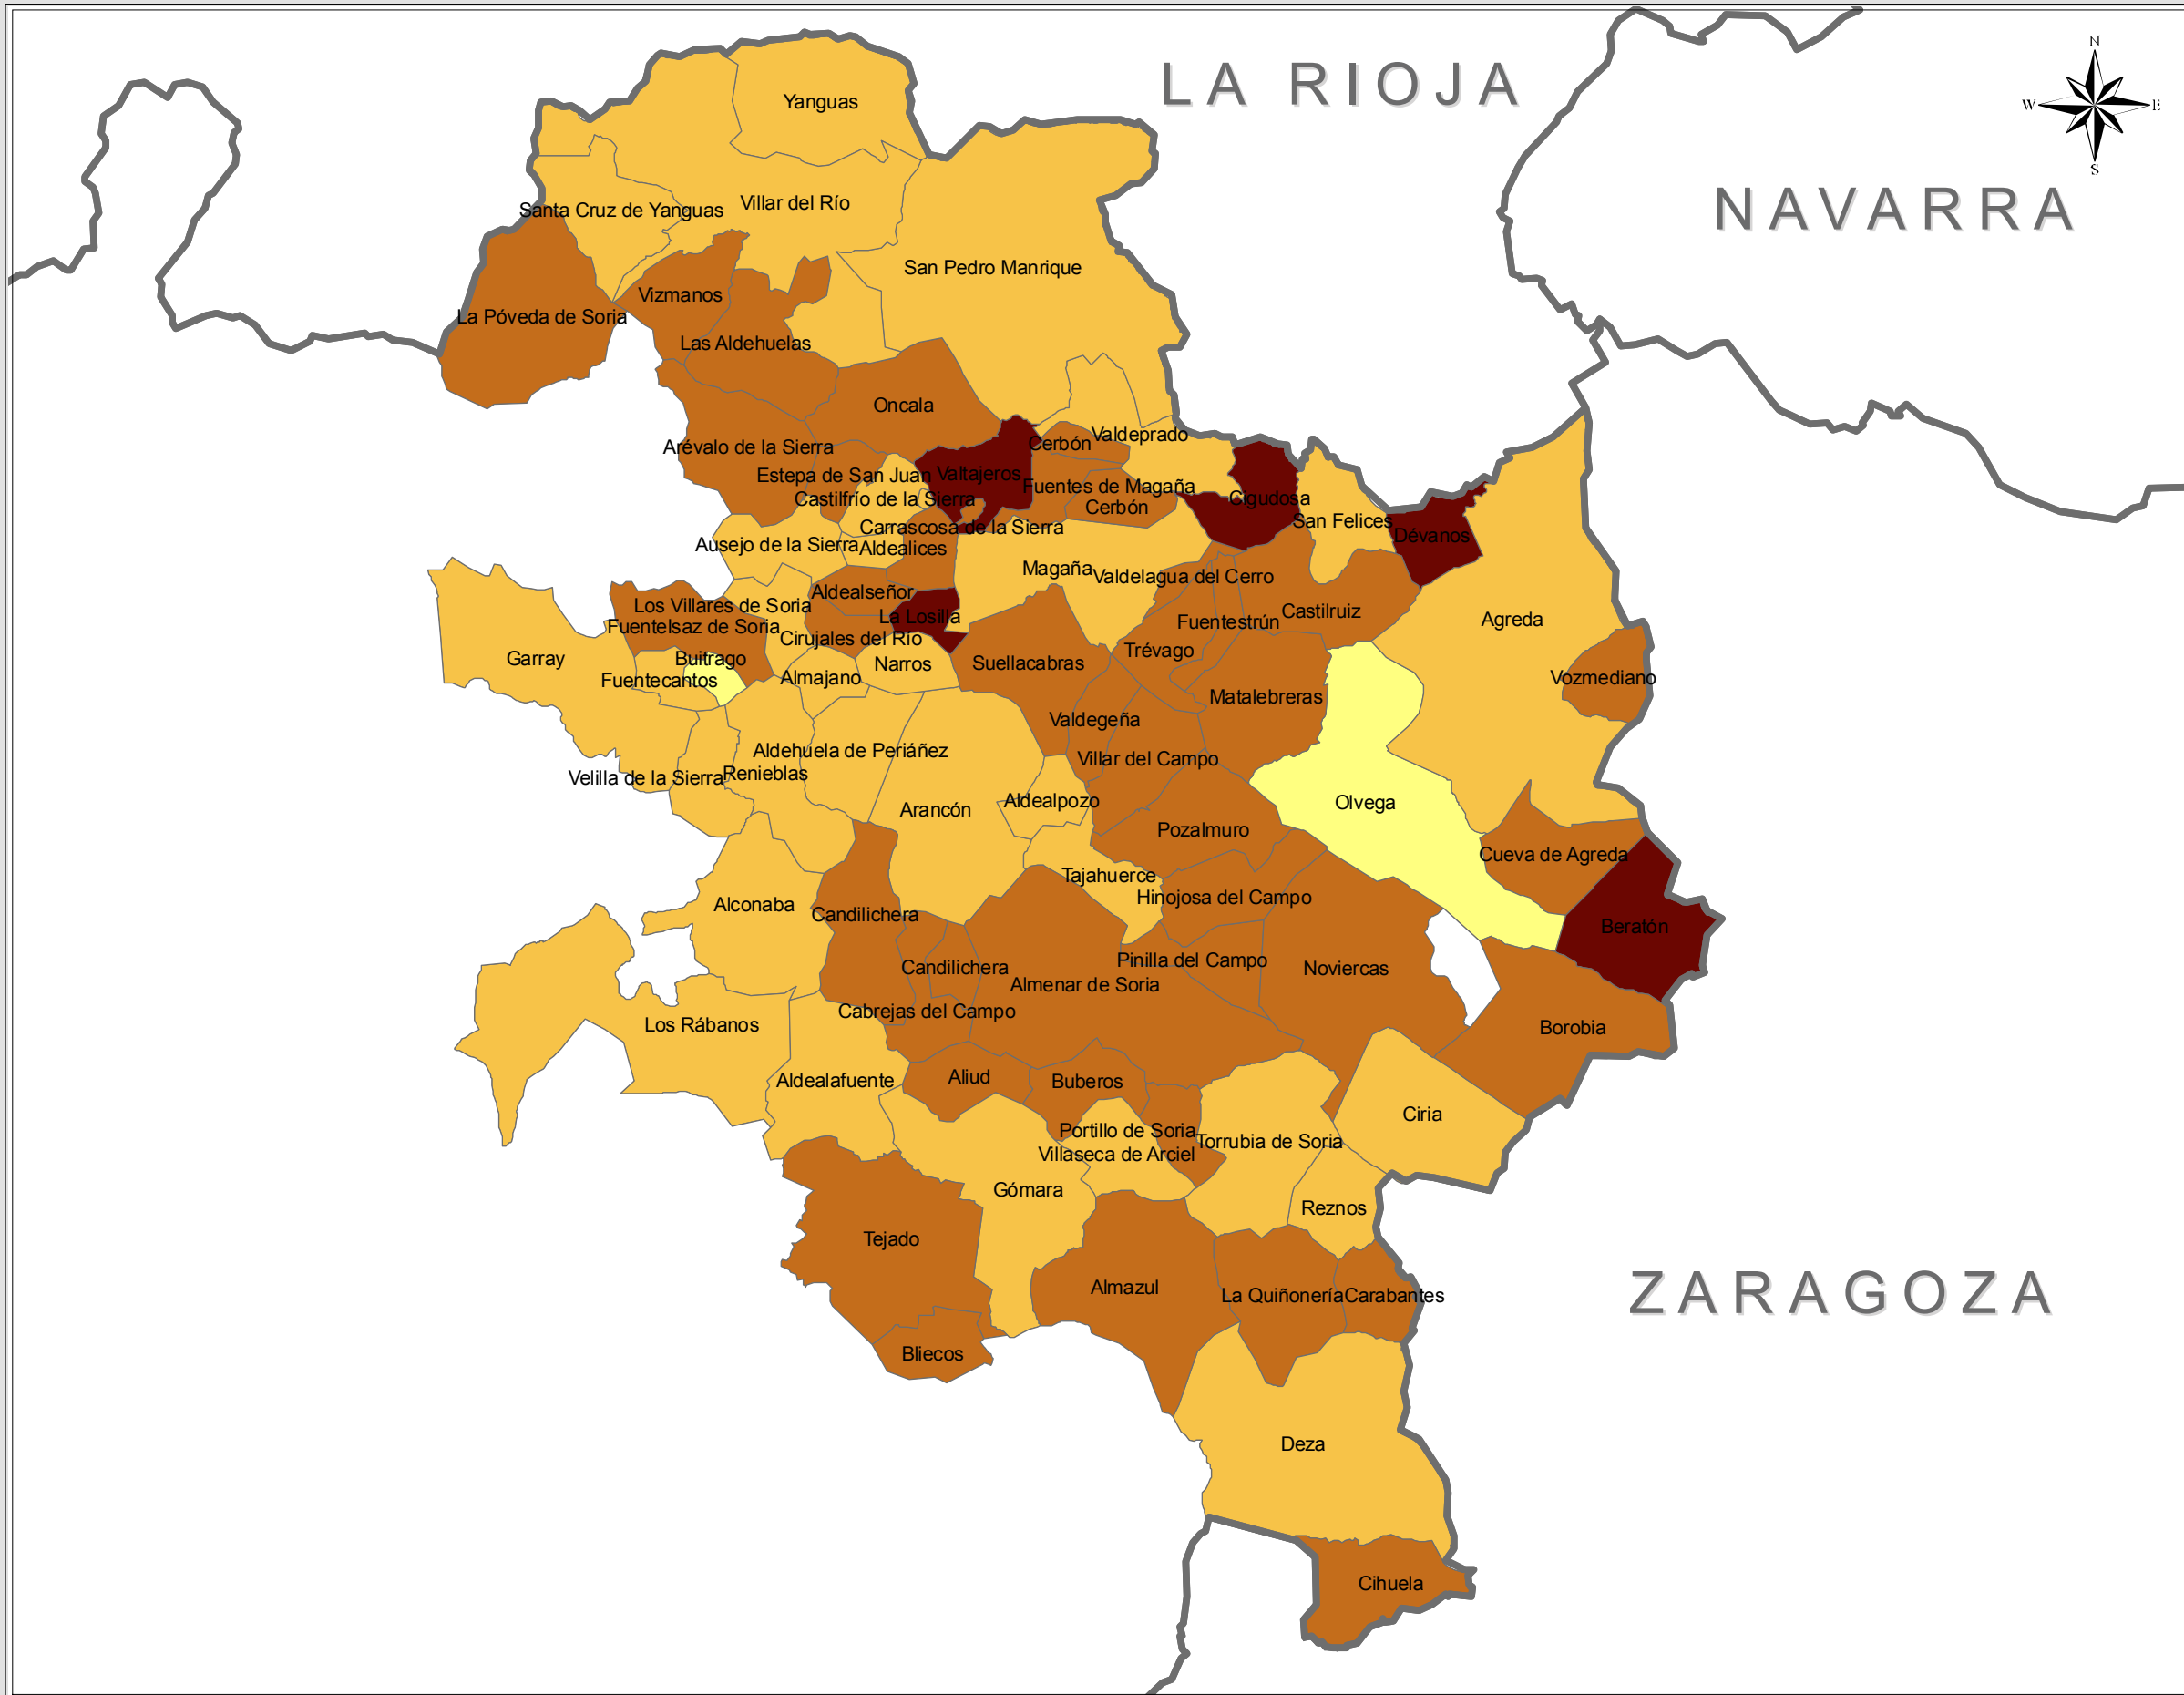 N
W E
S
LA RIOJA
NAVARRA
ZARAGOZA
Yanguas
Villar del Río
Santa Cruz de Yanguas
San Pedro Manrique
Vizmanos
La Póveda de Soria
Las Aldehuelas
Oncala
Valdeprado
Cerbón
Arévalo de la Sierra
Valtajeros
Estepa de San Juan
Fuentes de Magaña
Castilfrío de la Sierra
Cigudosa
Cerbón
San Felices
Carrascosa de la Sierra
Dévanos
Ausejo de la Sierra
Aldealices
Magaña
Valdelagua del Cerro
Aldealseñor
Los Villares de Soria
Castilruiz
La Losilla
Agreda
Fuentestrún
Fuentelsaz de Soria
Cirujales del Río
Trévago
Garray
Buitrago
Narros
Suellacabras
Almajano
Vozmediano
Fuentecantos
Matalebreras
Valdegeña
Aldehuela de Periáñez
Villar del Campo
Renieblas
Velilla de la Sierra
Aldealpozo
Olvega
Arancón
Pozalmuro
Cueva de Agreda
Tajahuerce
Hinojosa del Campo
Alconaba
Candilichera
Beratón
Pinilla del Campo
Candilichera
Noviercas
Almenar de Soria
Cabrejas del Campo
Los Rábanos
Borobia
Aliud
Aldealafuente
Buberos
Ciria
Portillo de Soria
Torrubia de Soria
Villaseca de Arciel
Gómara
Reznos
Tejado
Almazul
La Quiñonería
Carabantes
Bliecos
Deza
Cihuela